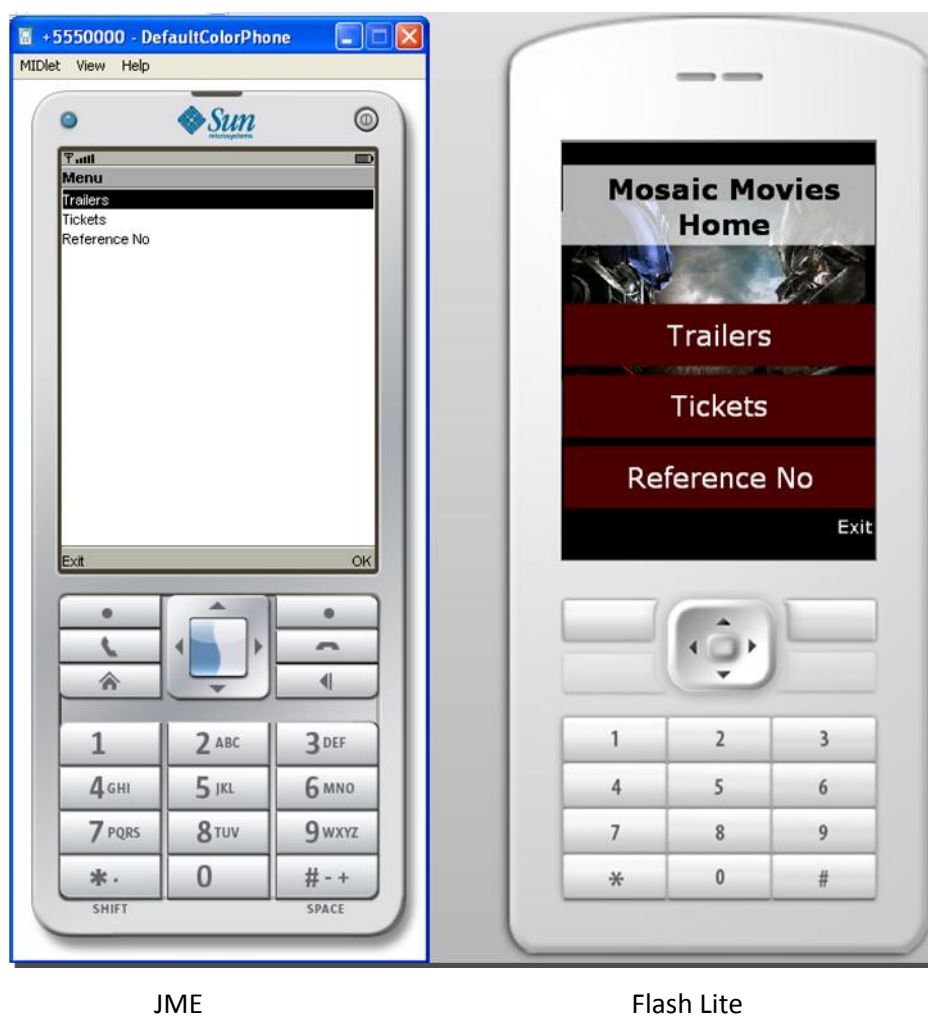 +5550000 - DefaultColorPhone
MIDlet View Help
Sun
microsystems
Menu
Trailers
Tickets
Reference No
Exit OK
1 2 ABC 3 DEF
4 GHI 5 JKL 6 MNO
7 PQRS 8 TUV 9 WXYZ
* . 0 # - +
SHIFT SPACE
Mosaic Movies
Home
Trailers
Tickets
Reference No
Exit
1 2 3
4 5 6
7 8 9
* 0 #
JME Flash Lite